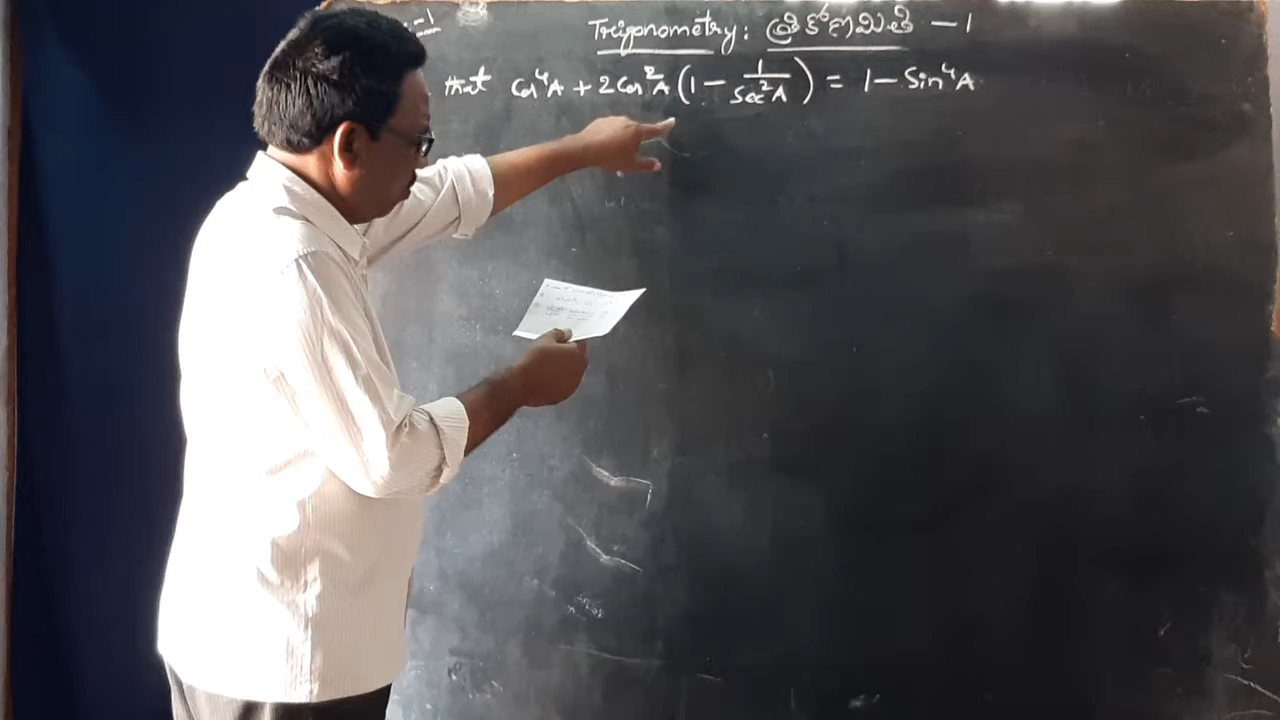 Trigonometry: త్రికోణమితి - 1
that Cos⁴A + 2Cos²A (1 - 1/Sec²A) = 1 - Sin⁴A